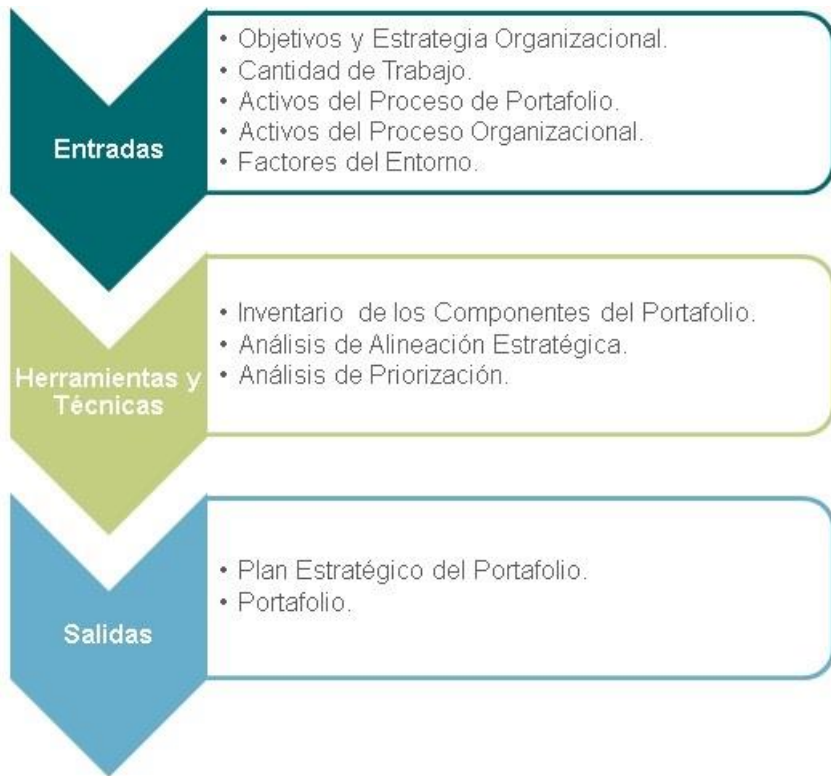 Entradas
• Objetivos y Estrategia Organizacional.
• Cantidad de Trabajo.
• Activos del Proceso de Portafolio.
• Activos del Proceso Organizacional.
• Factores del Entorno.
Herramientas y
Técnicas
• Inventario de los Componentes del Portafolio.
• Análisis de Alineación Estratégica.
• Análisis de Priorización.
Salidas
• Plan Estratégico del Portafolio.
• Portafolio.